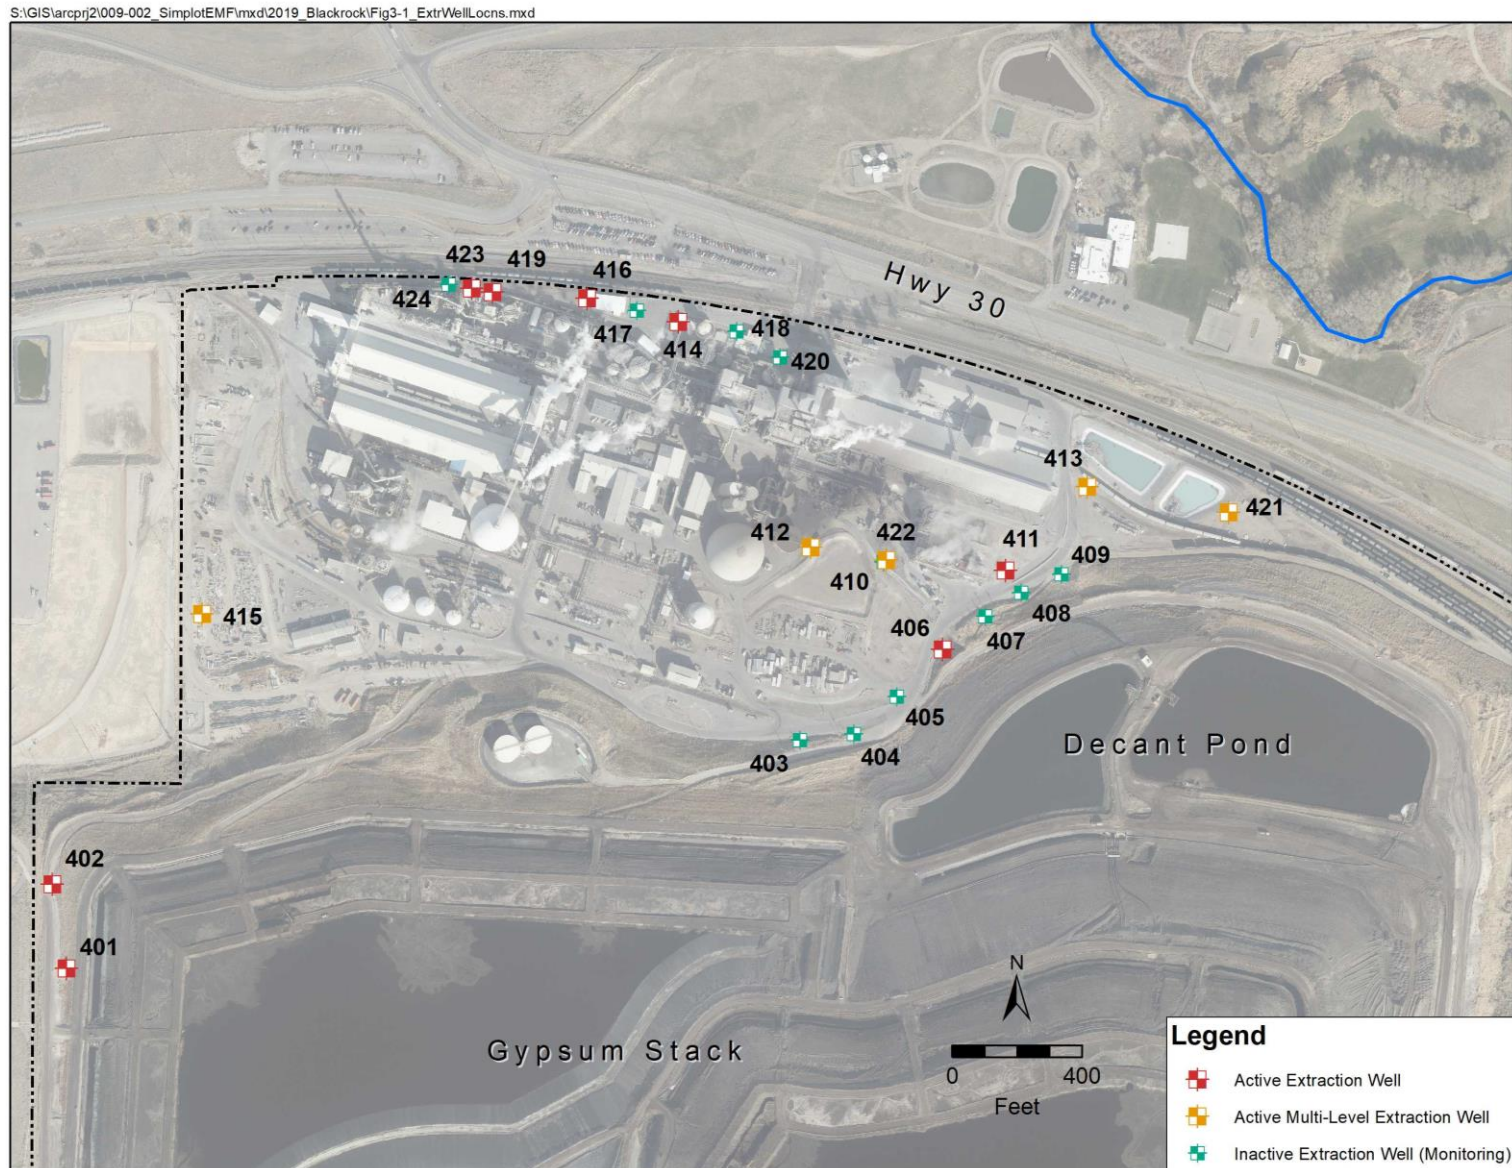 S:\GIS\arcprj2\009-002_SimplotEMF\mxd\2019_Blackrock\Fig3-1_ExtrWellLocns.mxd
Hwy 30
423
419
416
424
417
414
418
420
413
421
412
422
411
409
410
408
415
406
407
405
403
404
Decant Pond
402
401
N
Gypsum Stack
0 400
Feet
Legend
Active Extraction Well
Active Multi-Level Extraction Well
Inactive Extraction Well (Monitoring)